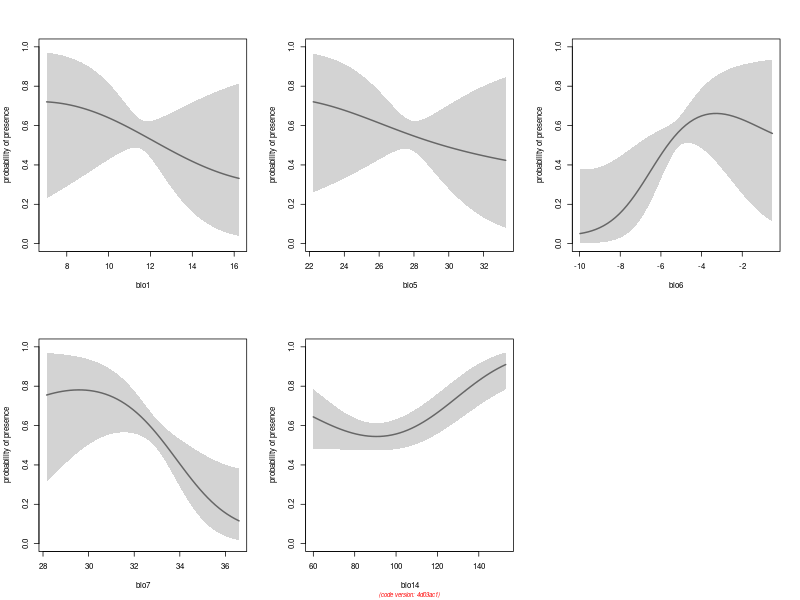 probability of presence
1.0
0.8
0.6
0.4
0.2
0.0
8 10 12 14 16
bio1
probability of presence
1.0
0.8
0.6
0.4
0.2
0.0
22 24 26 28 30 32
bio5
probability of presence
1.0
0.8
0.6
0.4
0.2
0.0
-10 -8 -6 -4 -2
bio6
probability of presence
1.0
0.8
0.6
0.4
0.2
0.0
28 30 32 34 36
bio7
probability of presence
1.0
0.8
0.6
0.4
0.2
0.0
60 80 100 120 140
bio14
(code version: 4d03ac1)